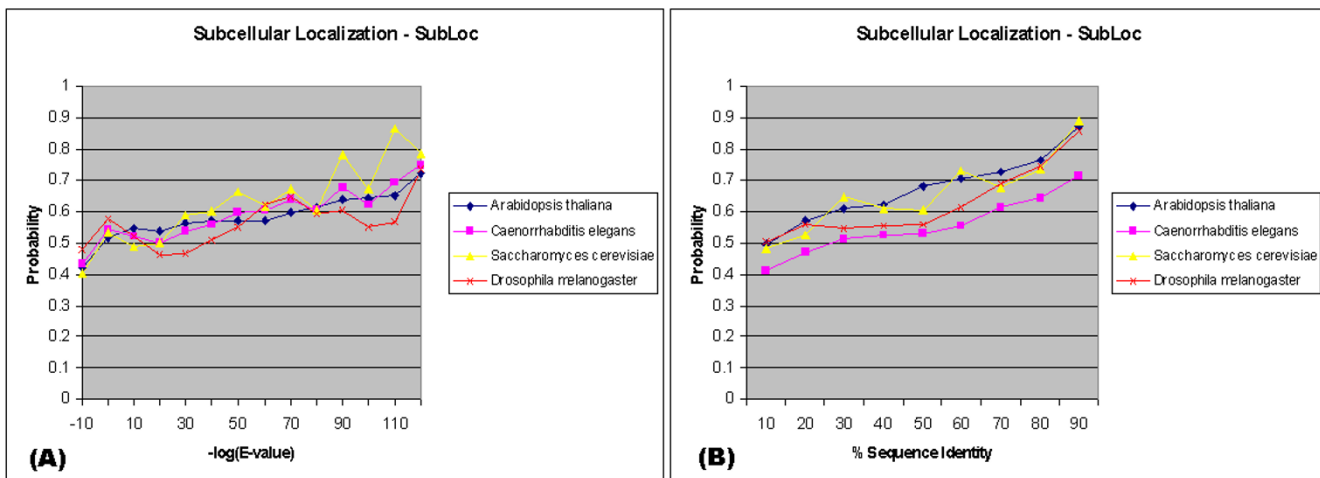 Subcellular Localization - SubLoc
1
0.9
0.8
0.7
0.6
0.5
0.4
0.3
0.2
0.1
0
Probability
-10 10 30 50 70 90 110
-log(E-value)
Arabidopsis thaliana
Caenorrhabditis elegans
Saccharomyces cerevisiae
Drosophila melanogaster
(A)
Subcellular Localization - SubLoc
1
0.9
0.8
0.7
0.6
0.5
0.4
0.3
0.2
0.1
0
Probability
10 20 30 40 50 60 70 80 90
% Sequence Identity
Arabidopsis thaliana
Caenorrhabditis elegans
Saccharomyces cerevisiae
Drosophila melanogaster
(B)